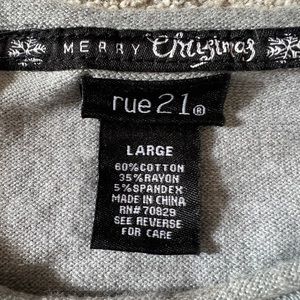 MERRY Christmas
rue21®
LARGE
60%COTTON
35%RAYON
5%SPANDEX
MADE IN CHINA
RN#70829
SEE REVERSE
FOR CARE